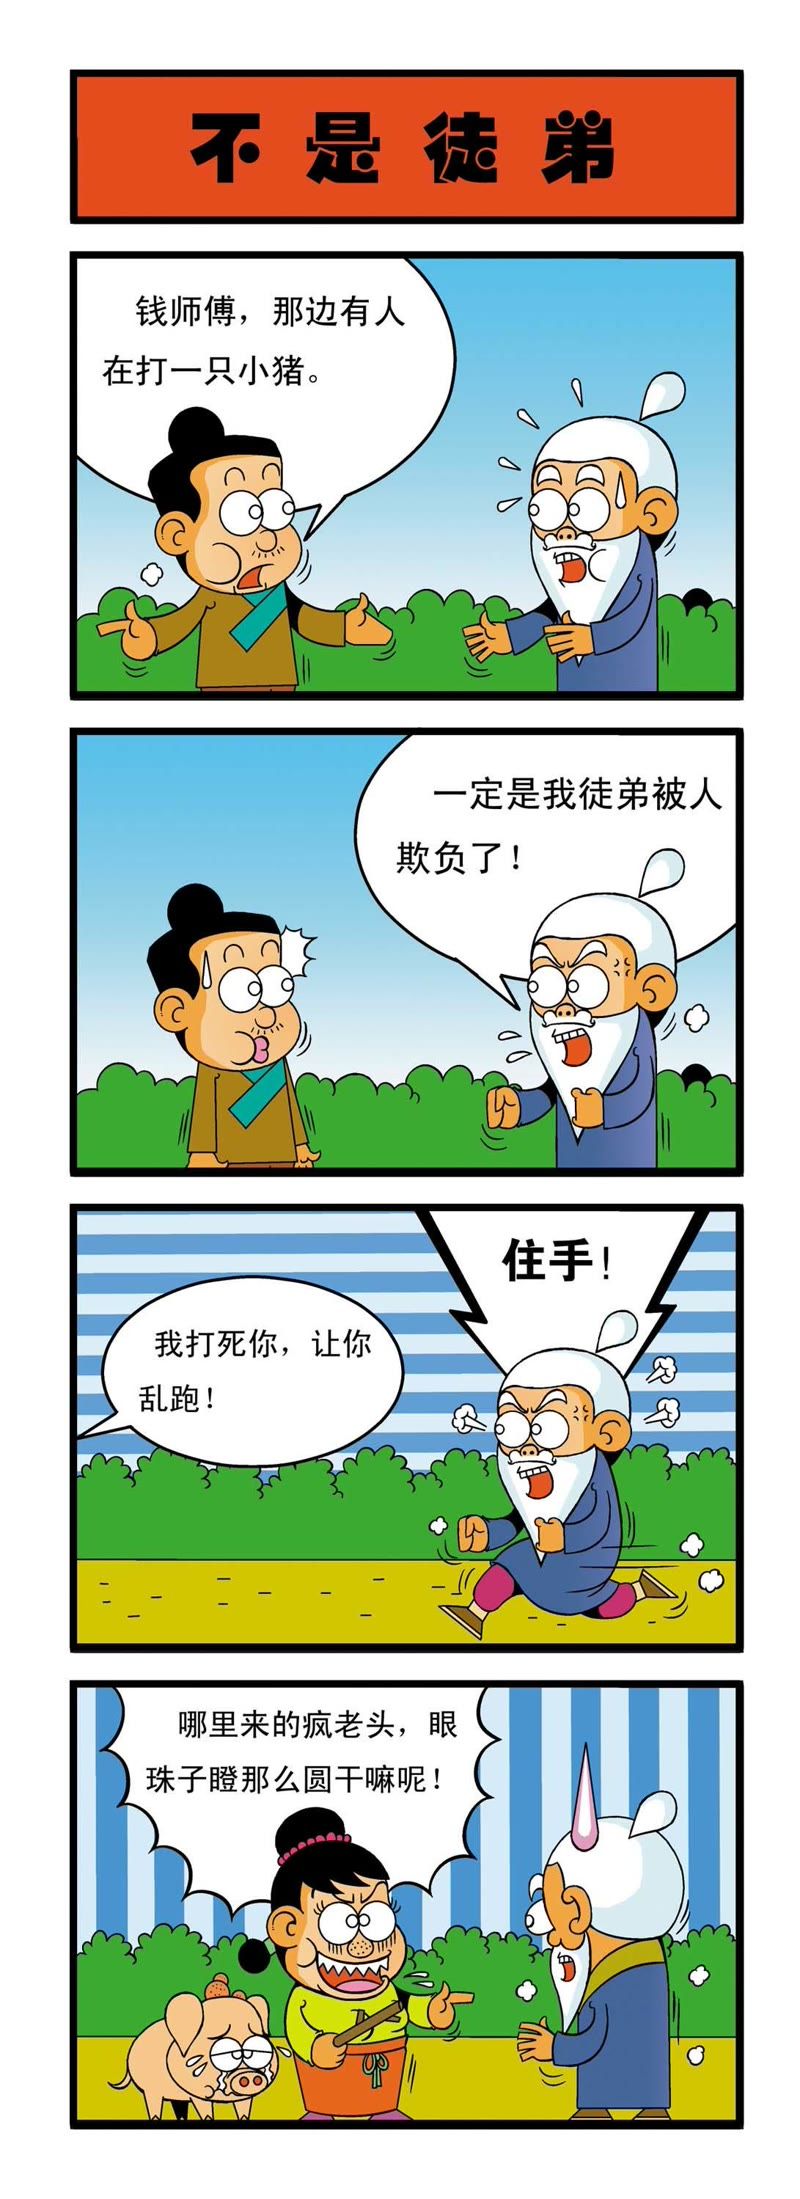 不是徒弟
钱师傅，那边有人
在打一只小猪。
一定是我徒弟被人
欺负了！
住手！
我打死你，让你
乱跑！
哪里来的疯老头，眼
珠子瞪那么圆干嘛呢！